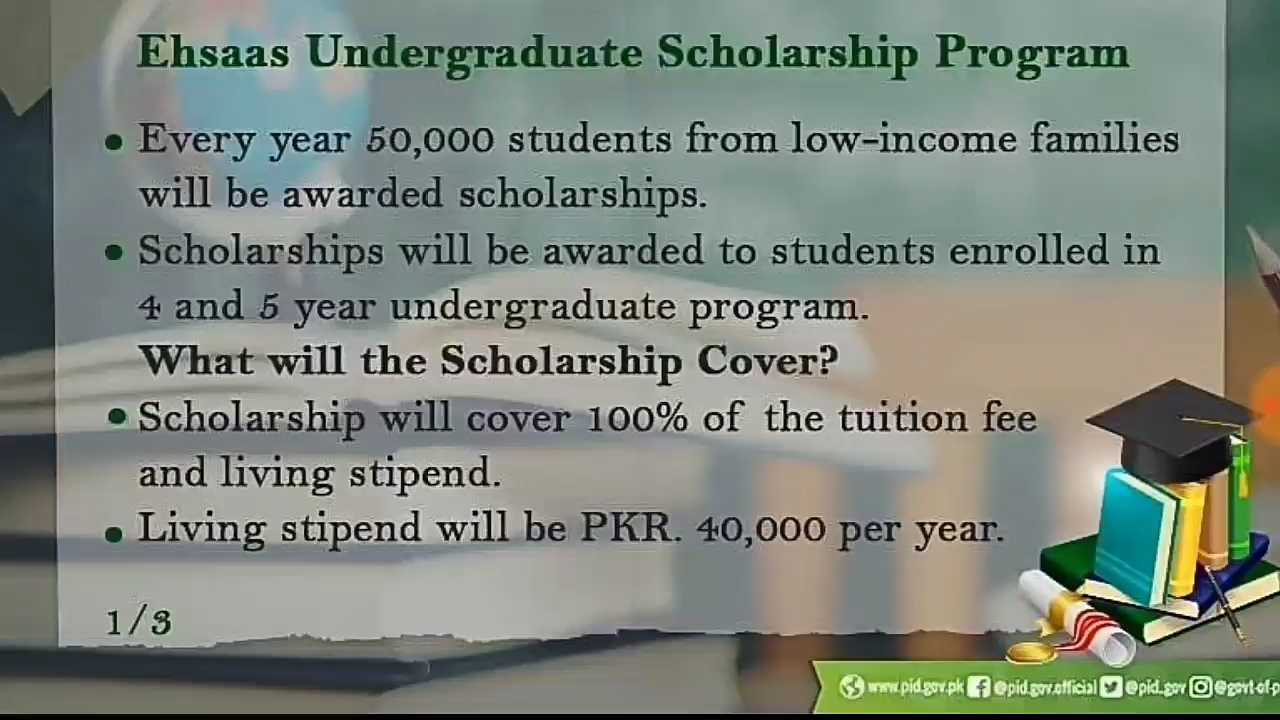 Ehsaas Undergraduate Scholarship Program
• Every year 50,000 students from low-income families
will be awarded scholarships.
• Scholarships will be awarded to students enrolled in
4 and 5 year undergraduate program.
What will the Scholarship Cover?
• Scholarship will cover 100% of the tuition fee
and living stipend.
• Living stipend will be PKR. 40,000 per year.
1/3
www.pid.gov.pk @pid.gov.official @pid_gov @govt-of-p